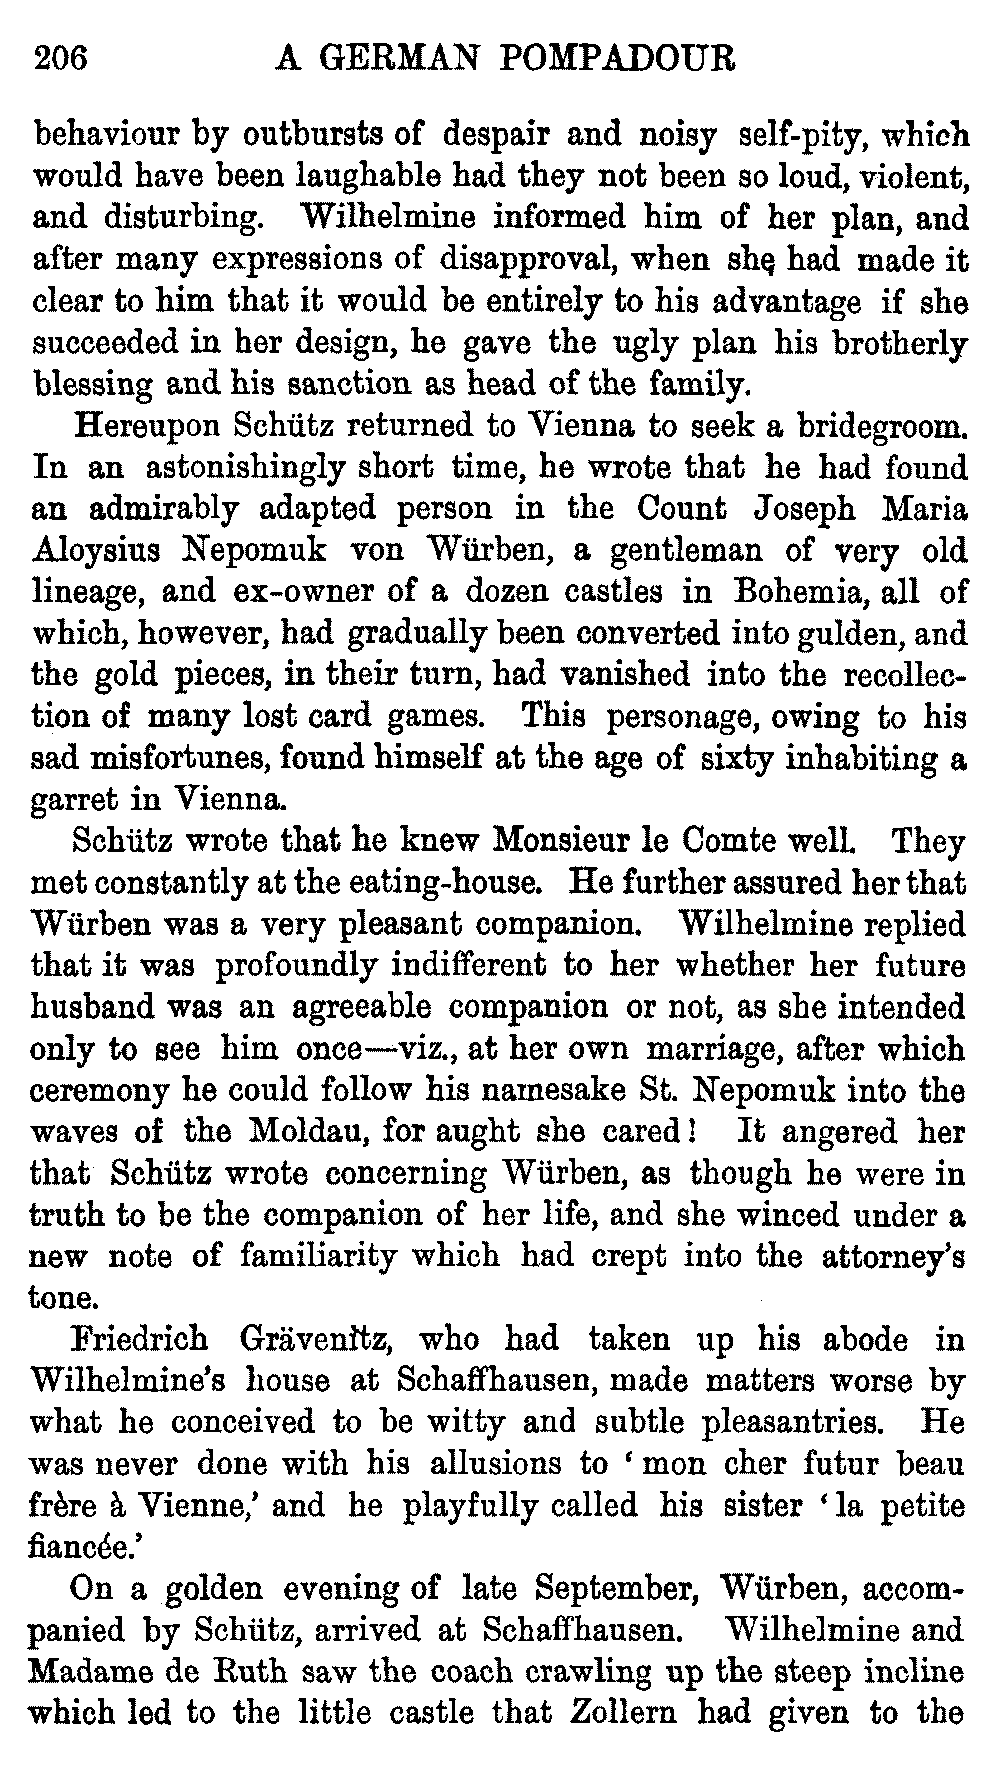 206 A GERMAN POMPADOUR
behaviour by outbursts of despair and noisy self-pity, which
would have been laughable had they not been so loud, violent,
and disturbing. Wilhelmine informed him of her plan, and
after many expressions of disapproval, when she had made it
clear to him that it would be entirely to his advantage if she
succeeded in her design, he gave the ugly plan his brotherly
blessing and his sanction as head of the family.
Hereupon Schütz returned to Vienna to seek a bridegroom.
In an astonishingly short time, he wrote that he had found
an admirably adapted person in the Count Joseph Maria
Aloysius Nepomuk von Würben, a gentleman of very old
lineage, and ex-owner of a dozen castles in Bohemia, all of
which, however, had gradually been converted into gulden, and
the gold pieces, in their turn, had vanished into the recollec-
tion of many lost card games. This personage, owing to his
sad misfortunes, found himself at the age of sixty inhabiting a
garret in Vienna.
Schütz wrote that he knew Monsieur le Comte well. They
met constantly at the eating-house. He further assured her that
Würben was a very pleasant companion. Wilhelmine replied
that it was profoundly indifferent to her whether her future
husband was an agreeable companion or not, as she intended
only to see him once—viz., at her own marriage, after which
ceremony he could follow his namesake St. Nepomuk into the
waves of the Moldau, for aught she cared! It angered her
that Schütz wrote concerning Würben, as though he were in
truth to be the companion of her life, and she winced under a
new note of familiarity which had crept into the attorney's
tone.
Friedrich Grävenitz, who had taken up his abode in
Wilhelmine's house at Schaffhausen, made matters worse by
what he conceived to be witty and subtle pleasantries. He
was never done with his allusions to ‘mon cher futur beau
frère à Vienne,’ and he playfully called his sister ‘la petite
fiancée.’
On a golden evening of late September, Würben, accom-
panied by Schütz, arrived at Schaffhausen. Wilhelmine and
Madame de Ruth saw the coach crawling up the steep incline
which led to the little castle that Zollern had given to the